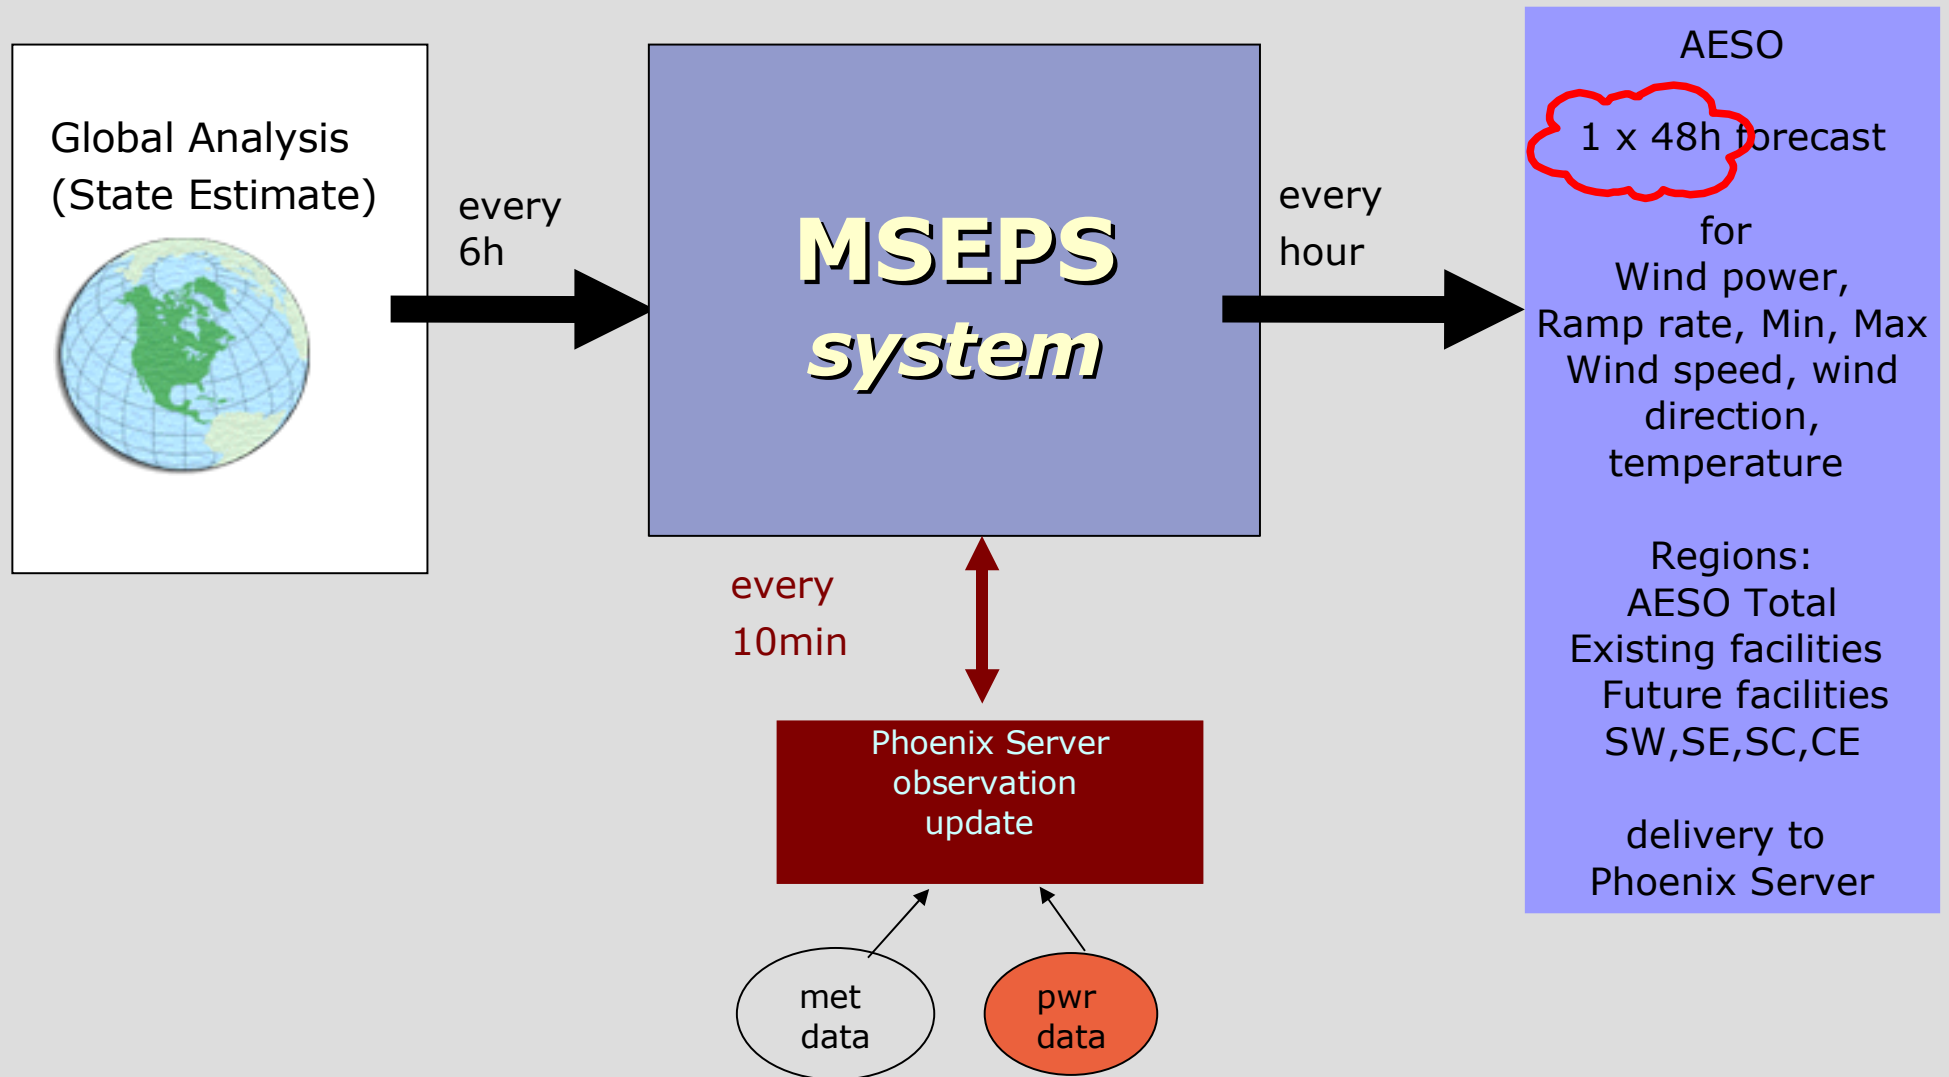 Global Analysis
(State Estimate)
every
6h
MSEPS
system
every
hour
every
10min
Phoenix Server
observation
update
met
data
pwr
data
AESO
1 x 48h forecast
for
Wind power,
Ramp rate, Min, Max
Wind speed, wind
direction,
temperature
Regions:
AESO Total
Existing facilities
Future facilities
SW,SE,SC,CE
delivery to
Phoenix Server